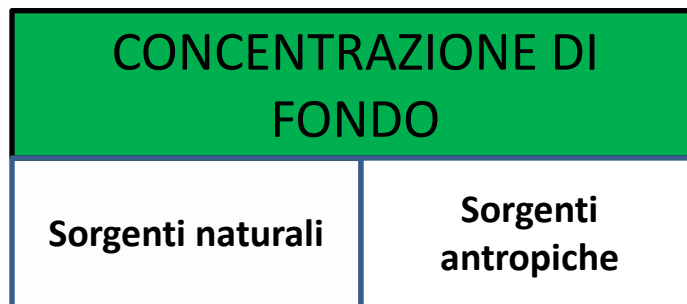 CONCENTRAZIONE DI
FONDO
Sorgenti naturali
Sorgenti
antropiche